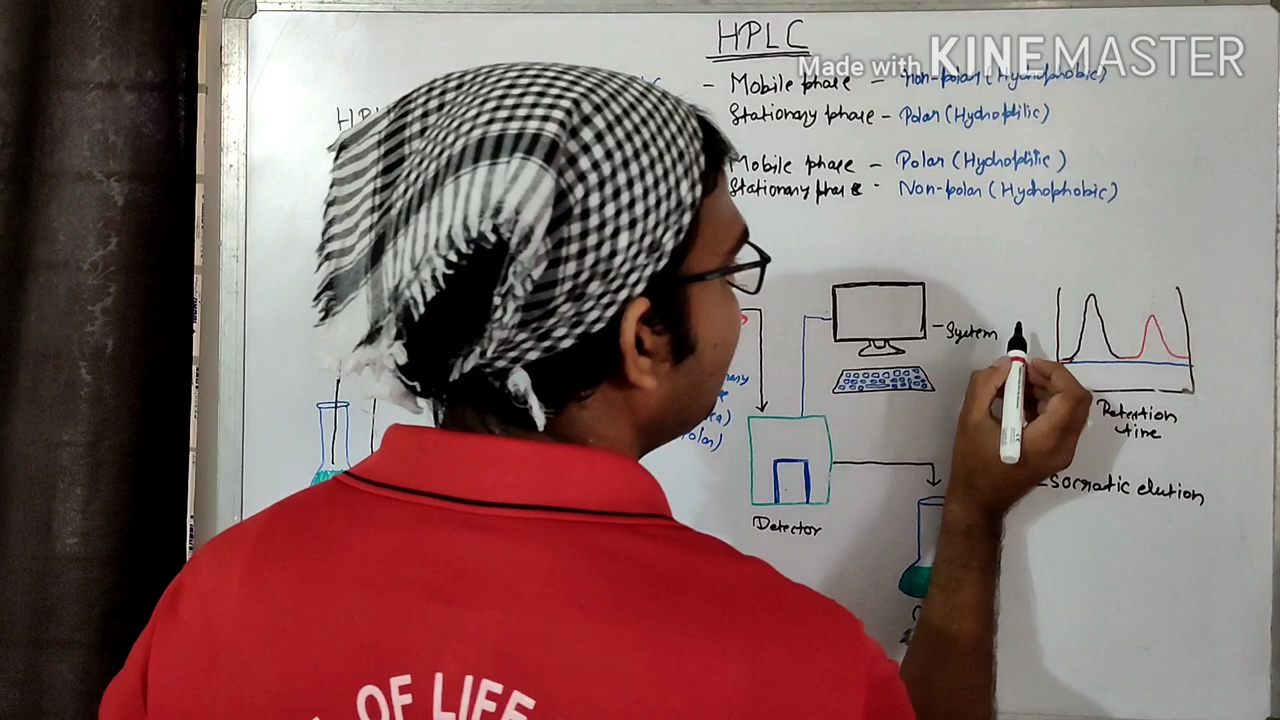 HPLC
Made with KINEMASTER
- Mobile phase - Non-polar (Hydrophobic)
Stationary phase - Polar (Hydrophilic)
Mobile phase - Polar (Hydrophilic)
Stationary phase - Non-polar (Hydrophobic)
- System
Retention
time
Detector
Socratic elution
OF LIFE